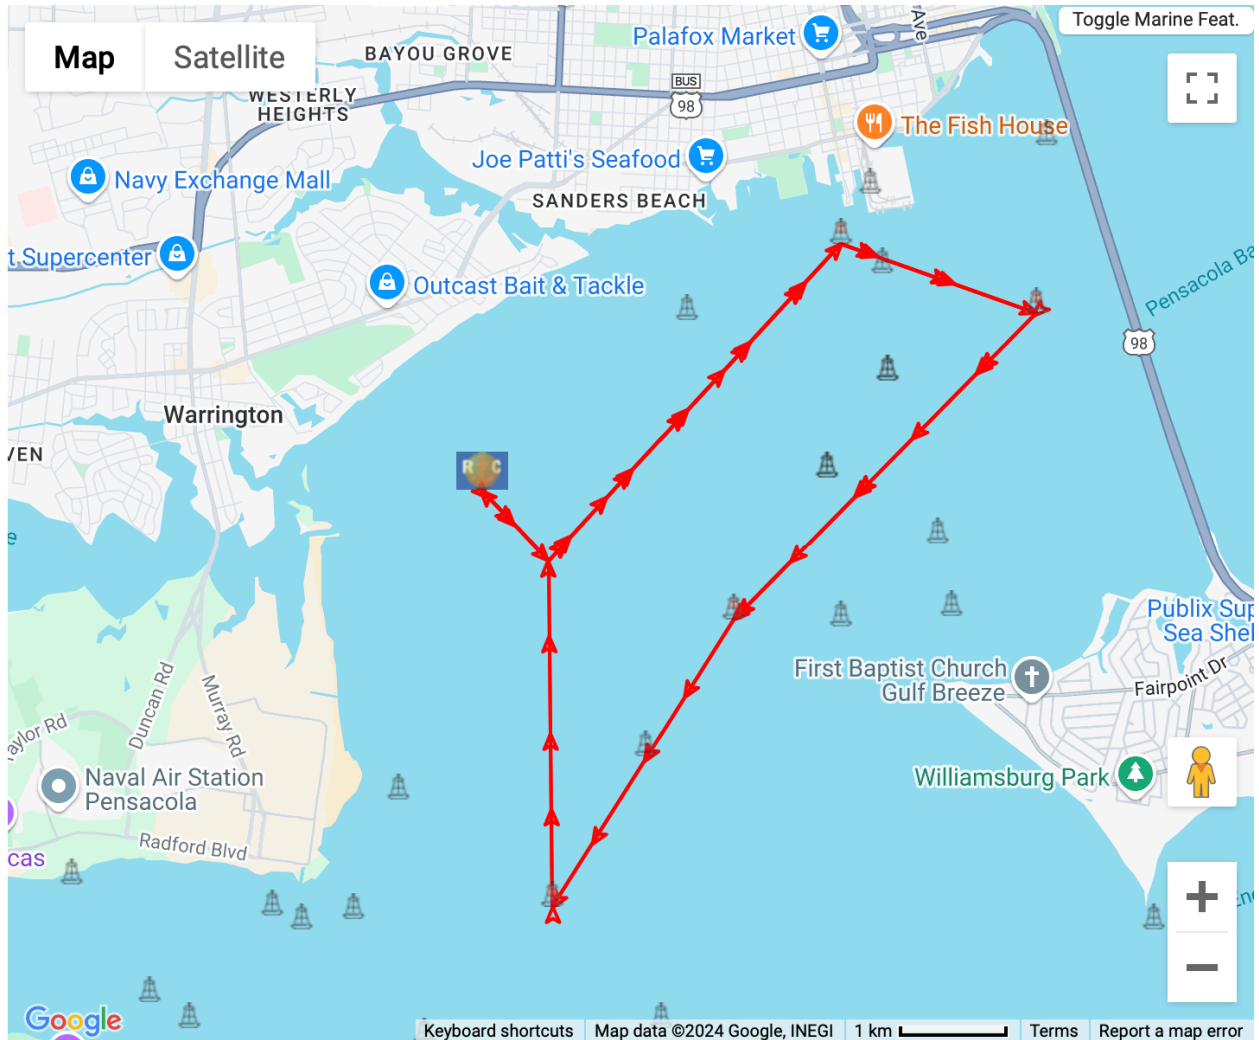 Map
Satellite
BAYOU GROVE
Palafox Market
Ave
Toggle Marine Feat.
WESTERLY
HEIGHTS
BUS
98
The Fish House
Joe Patti's Seafood
Navy Exchange Mall
SANDERS BEACH
t Supercenter
Outcast Bait & Tackle
Pensacola Ba
98
Warrington
VEN
R C
e
Publix Sup
Sea Shel
First Baptist Church
Gulf Breeze
Fairpoint Dr
Duncan Rd
Murray Rd
aylor Rd
Naval Air Station
Pensacola
Williamsburg Park
Radford Blvd
cas
+
En
−
Google
Keyboard shortcuts
Map data ©2024 Google, INEGI
1 km
Terms
Report a map error